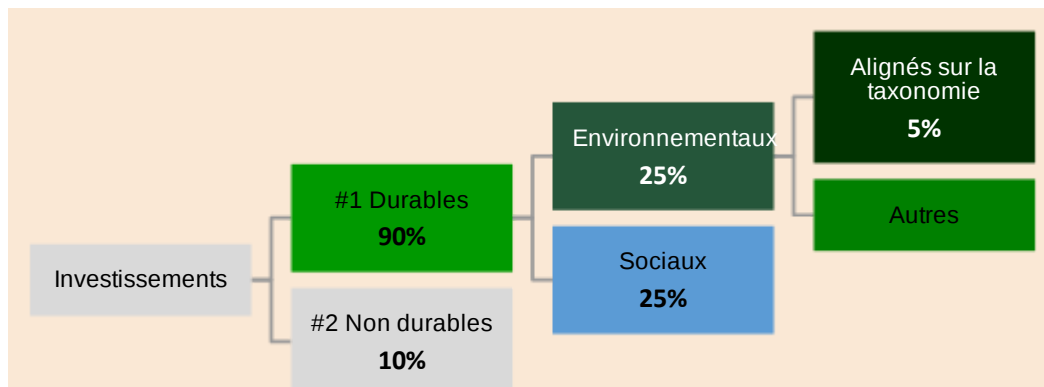 Investissements
#1 Durables
90%
#2 Non durables
10%
Environnementaux
25%
Sociaux
25%
Alignés sur la
taxonomie
5%
Autres